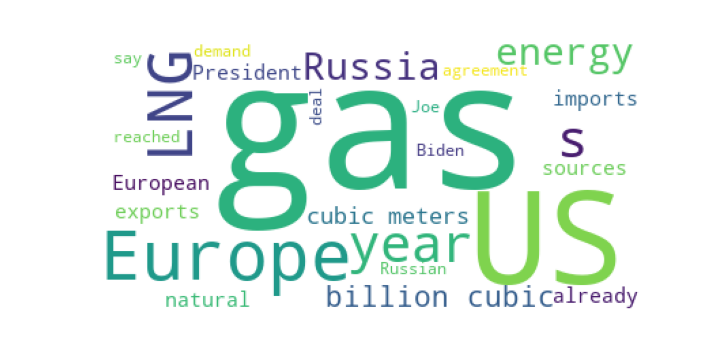 say
demand
LNG
President
Russia
agreement
energy
gas
deal
Joe
imports
reached
Biden
s
European
sources
exports
cubic meters
US
Europe
year
Russian
natural
billion cubic
already